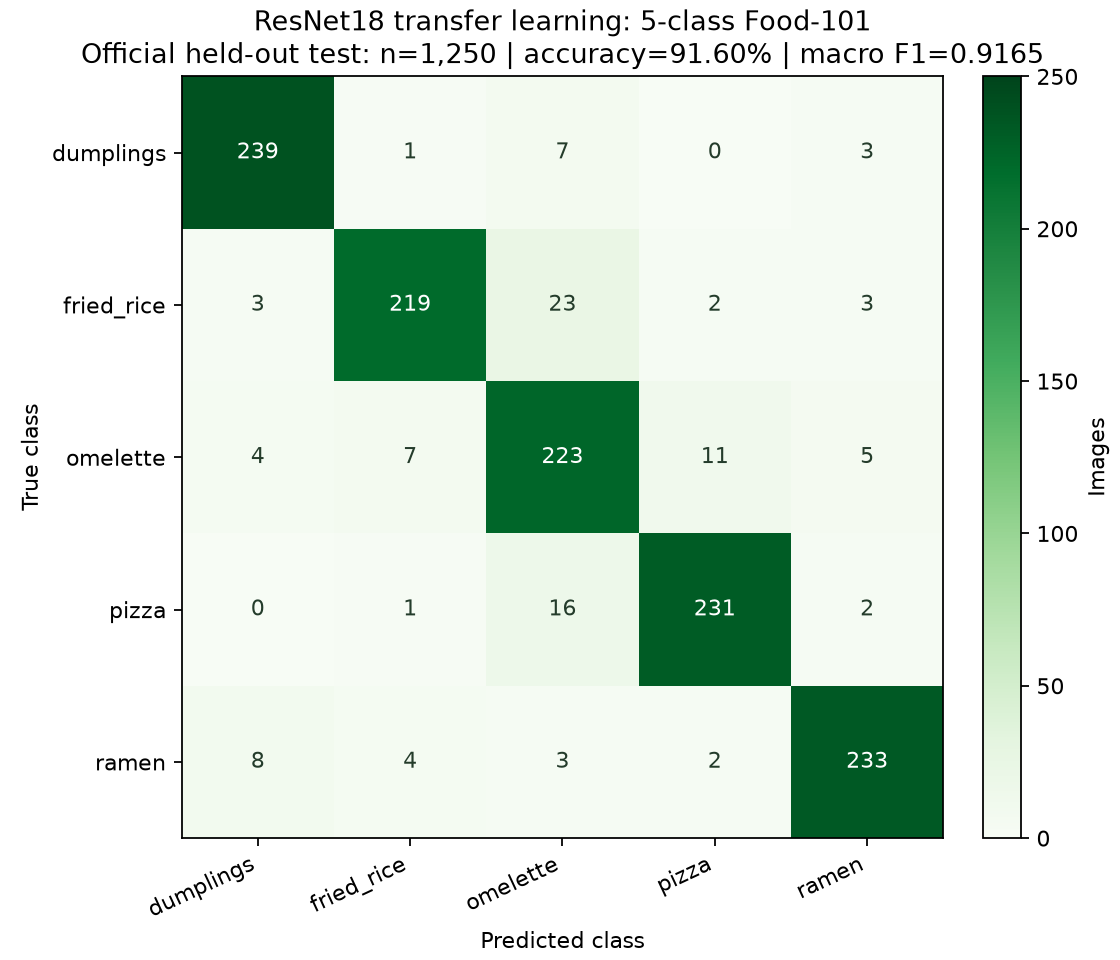 ResNet18 transfer learning: 5-class Food-101
Official held-out test: n=1,250 | accuracy=91.60% | macro F1=0.9165
dumplings 239 1 7 0 3
fried_rice 3 219 23 2 3
omelette 4 7 223 11 5
pizza 0 1 16 231 2
ramen 8 4 3 2 233
dumplings fried_rice omelette pizza ramen
Predicted class
True class
250
200
150
100
50
0
Images